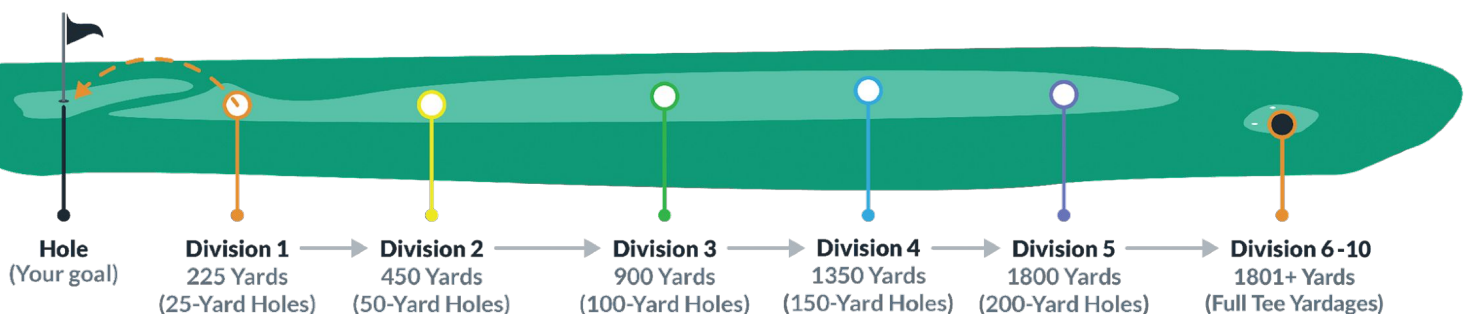 Hole
(Your goal)
Division 1
225 Yards
(25-Yard Holes)
Division 2
450 Yards
(50-Yard Holes)
Division 3
900 Yards
(100-Yard Holes)
Division 4
1350 Yards
(150-Yard Holes)
Division 5
1800 Yards
(200-Yard Holes)
Division 6-10
1801+ Yards
(Full Tee Yardages)